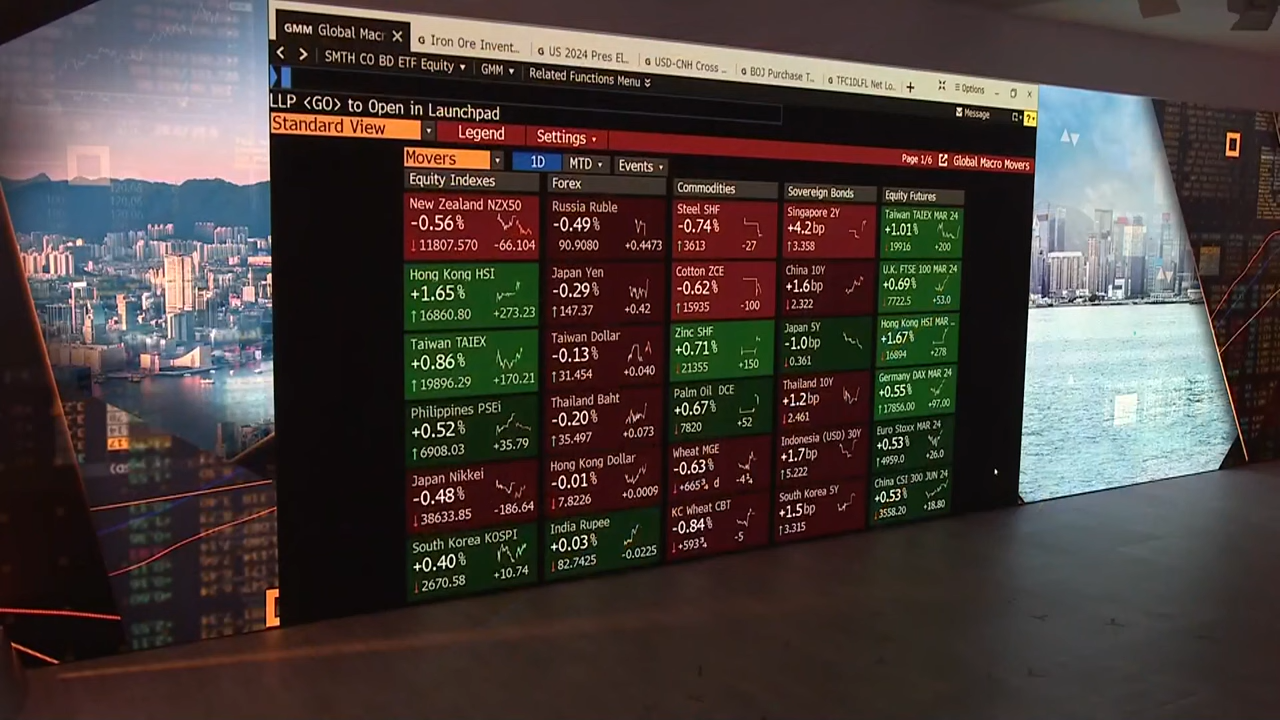 GMM Global Macr ✕
G Iron Ore Invent...
G US 2024 Pres EL...
G USD-CNH Cross ...
G BOJ Purchase T...
G TFC1DLFL Net Lo...
+
Options
< > SMTH CO BD ETF Equity ▾ GMM ▾ Related Functions Menu
Message
?
LLP <GO> to Open in Launchpad
Standard View ▾ Legend Settings ▾
Page 1/6 Global Macro Movers
Movers ▾ 1D MTD ▾ Events ▾
Equity Indexes
New Zealand NZX50
-0.56%
↓11807.570 -66.104
Hong Kong HSI
+1.65%
↑16860.80 +273.23
Taiwan TAIEX
+0.86%
↑19896.29 +170.21
Philippines PSEi
+0.52%
↑6908.03 +35.79
Japan Nikkei
-0.48%
↓38633.85 -186.64
South Korea KOSPI
+0.40%
↓2670.58 +10.74
Forex
Russia Ruble
-0.49%
90.9080 +0.4473
Japan Yen
-0.29%
↑147.37 +0.42
Taiwan Dollar
-0.13%
↑31.454 +0.040
Thailand Baht
-0.20%
↑35.497 +0.073
Hong Kong Dollar
-0.01%
↓7.8226 +0.0009
India Rupee
+0.03%
↓82.7425 -0.0225
Commodities
Steel SHF
-0.74%
↑3613 -27
Cotton ZCE
-0.62%
↑15935 -100
Zinc SHF
+0.71%
↓21355 +150
Palm Oil DCE
+0.67%
↓7820 +52
Wheat MGE
-0.63%
KC Wheat CBT
-0.84%
-5
Sovereign Bonds
Singapore 2Y
+4.2bp
↑3.358
China 10Y
+1.6bp
↓2.322
Japan 5Y
-1.0bp
↓0.361
Thailand 10Y
+1.2bp
↓2.461
Indonesia (USD) 30Y
+1.7bp
↑5.222
South Korea 5Y
+1.5bp
↑3.315
Equity Futures
Taiwan TAIEX MAR 24
+1.01%
↓19916 +200
U.K. FTSE 100 MAR 24
+0.69%
↓7722.5 +53.0
Hong Kong HSI MAR ...
+1.67%
↓16894 +278
Germany DAX MAR 24
+0.55%
↑17856.00 +97.00
Euro Stoxx MAR 24
+0.53%
↑4959.0 +26.0
China CSI 300 JUN 24
+0.53%
↓3558.20 +18.80